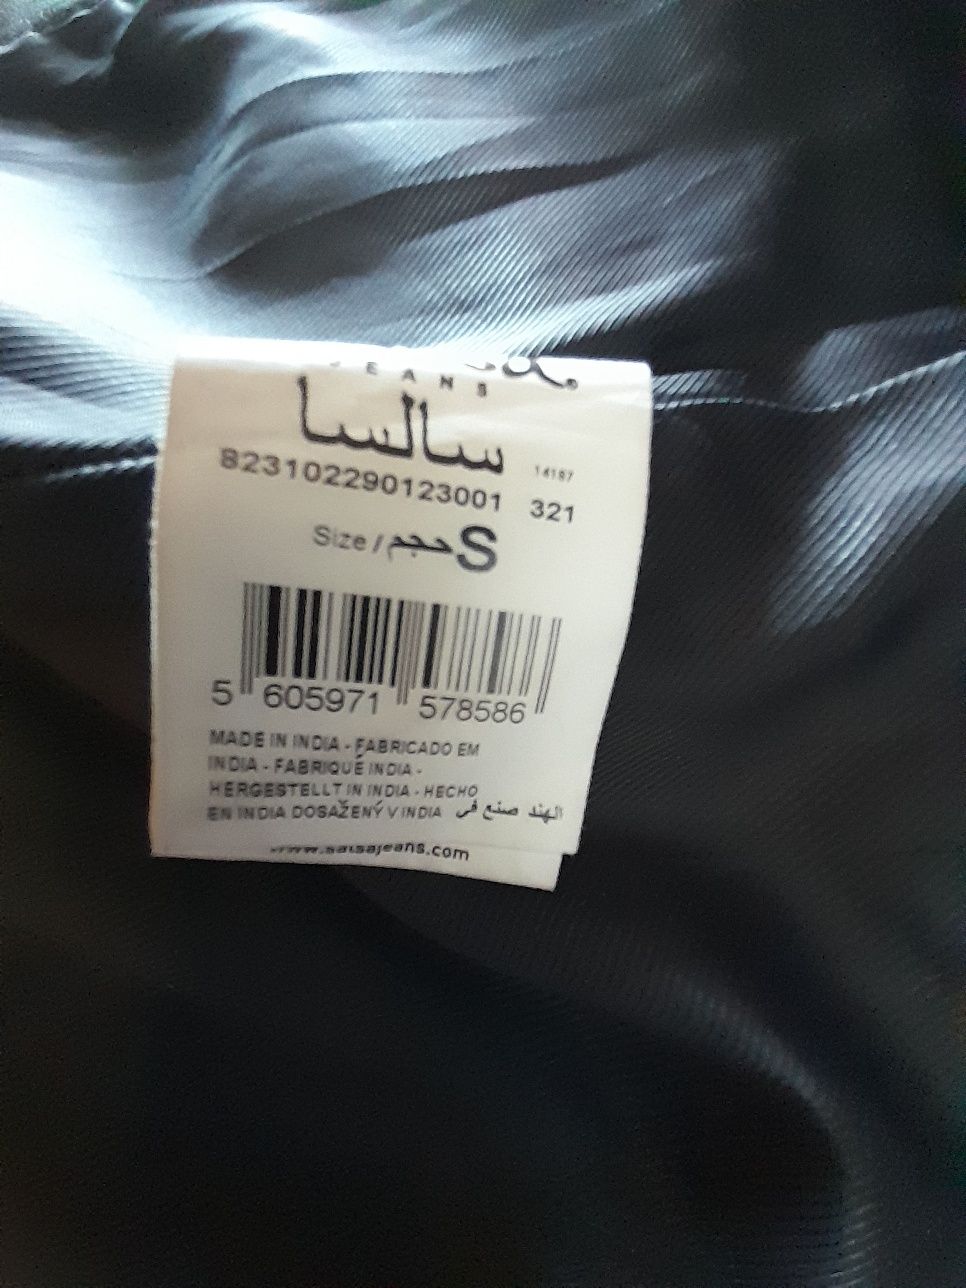 JEANS
سالسا
14187
823102290123001 321
Size / حجم S
5 605971 578586
MADE IN INDIA - FABRICADO EM
INDIA - FABRIQUÉ INDIA -
HERGESTELLT IN INDIA - HECHO
EN INDIA DOSAŽENÝ V INDIA الهند صنع في
www.salsajeans.com